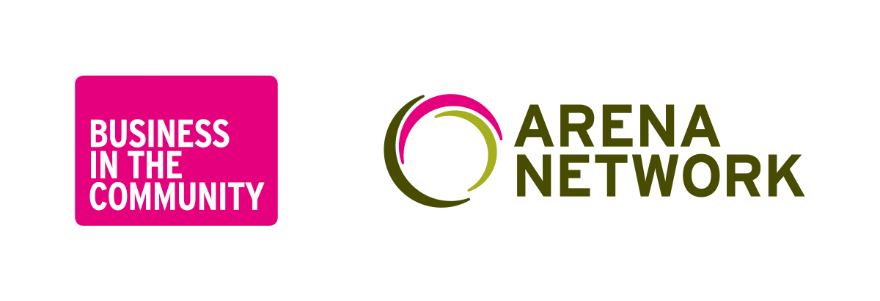 BUSINESS
IN THE
COMMUNITY
ARENA
NETWORK